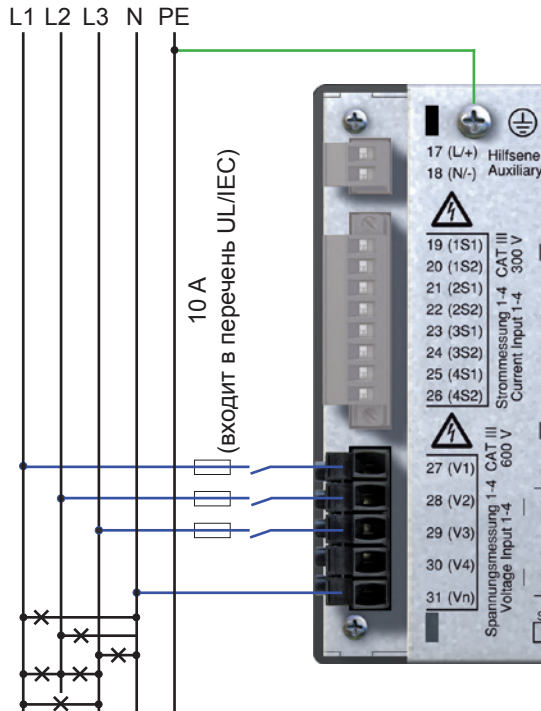 L1 L2 L3 N PE
10 A
(входит в перечень UL/IEC)
17 (L/+)
18 (N/-)
Hilfsene
Auxiliary
19 (1S1)
20 (1S2)
21 (2S1)
22 (2S2)
23 (3S1)
24 (3S2)
25 (4S1)
26 (4S2)
Strommessung 1-4 CAT III
Current Input 1-4 300 V
27 (V1)
28 (V2)
29 (V3)
30 (V4)
31 (Vn)
Spannungsmessung 1-4 CAT III
Voltage Input 1-4 600 V